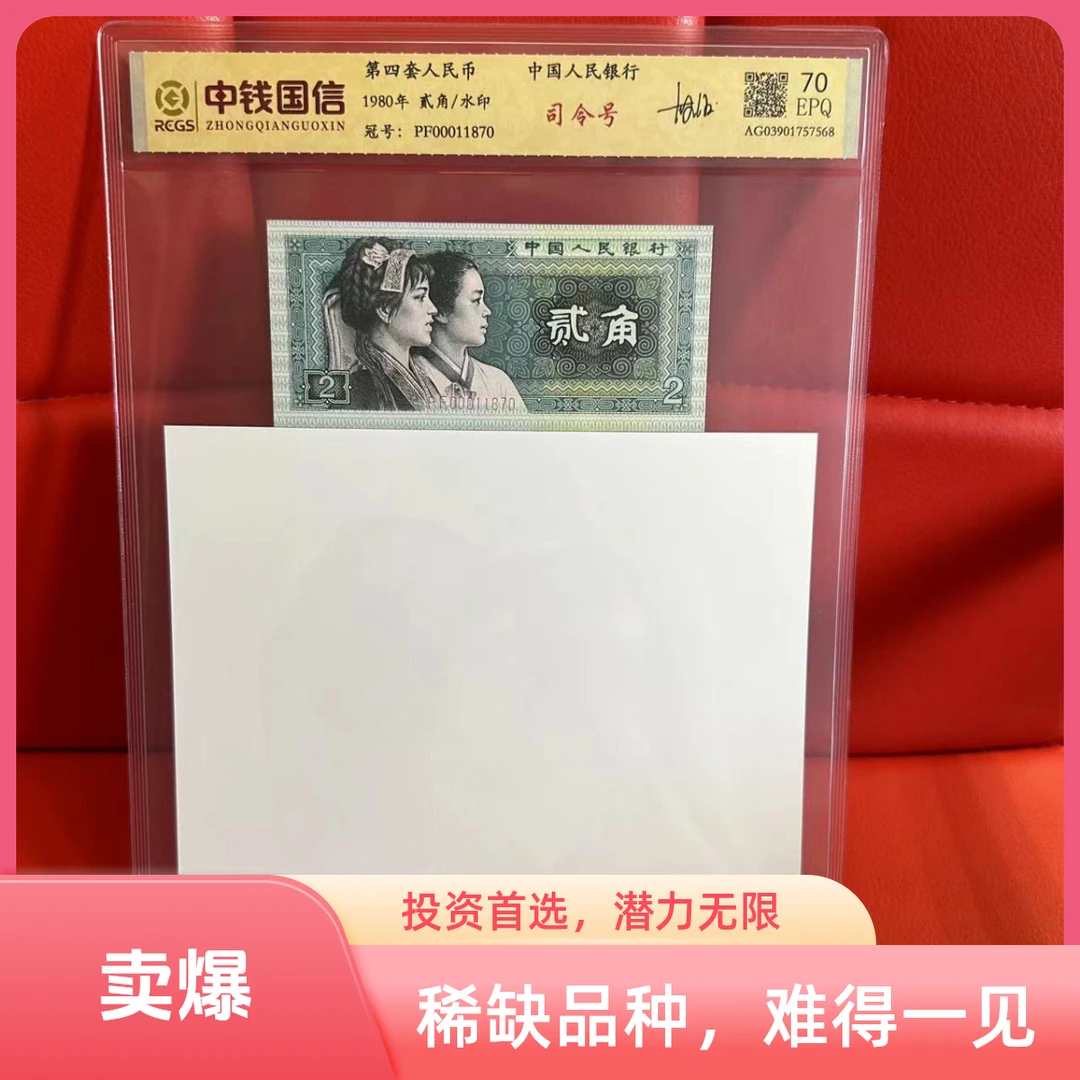 中钱国信
RCGS ZHONGQIANGUOXIN
第四套人民币
1980年 贰角/水印
冠号：PF00011870
中国人民银行
司令号
70
EPQ
AG03901757568
中国人民银行
贰角
2
2
PF00011870
投资首选，潜力无限
卖爆
稀缺品种，难得一见